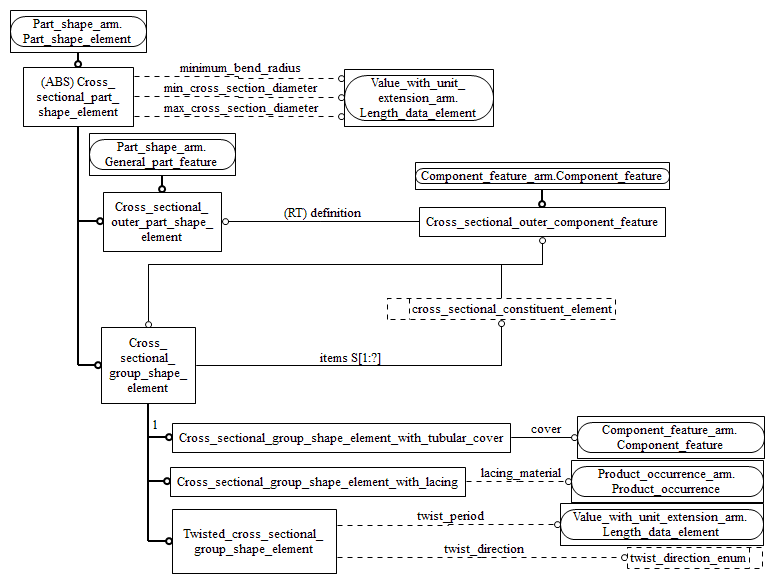 Part_shape_arm.
Part_shape_element
(ABS) Cross_
sectional_part_
shape_element
minimum_bend_radius
min_cross_section_diameter
max_cross_section_diameter
Value_with_unit_
extension_arm.
Length_data_element
Part_shape_arm.
General_part_feature
Component_feature_arm.Component_feature
Cross_sectional_
outer_part_shape_
element
(RT) definition
Cross_sectional_outer_component_feature
cross_sectional_constituent_element
Cross_
sectional_
group_shape_
element
items S[1:?]
1
Cross_sectional_group_shape_element_with_tubular_cover
cover
Component_feature_arm.
Component_feature
Cross_sectional_group_shape_element_with_lacing
lacing_material
Product_occurrence_arm.
Product_occurrence
Twisted_cross_sectional_
group_shape_element
twist_period
Value_with_unit_extension_arm.
Length_data_element
twist_direction
twist_direction_enum